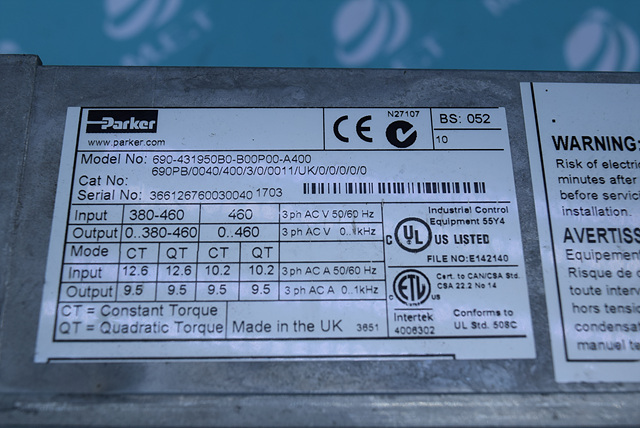 Parker
www.parker.com
N27107
BS: 052
10
Model No: 690-431950B0-B00P00-A400
690PB/0040/400/3/0/0011/UK/0/0/0/0/0
Cat No:
Serial No: 366126760030040 1703
Input 380-460 460 3 ph AC V 50/60 Hz
Output 0..380-460 0..460 3 ph AC V 0..1kHz
Mode CT QT CT QT
Input 12.6 12.6 10.2 10.2 3 ph AC A 50/60 Hz
Output 9.5 9.5 9.5 9.5 3 ph AC A 0..1kHz
CT = Constant Torque
QT = Quadratic Torque
Made in the UK 3651
Industrial Control
Equipment 55Y4
C UL US LISTED
FILE NO:E142140
C ETL US
Cert. to CAN/CSA Std.
CSA 22.2 No 14
Intertek
4006302
Conforms to
UL Std. 508C
WARNING:
Risk of electri
minutes after
before servic
installation.
AVERTISS
Equipemen
Risque de
toute interv
hors tensio
condensa
manuel te